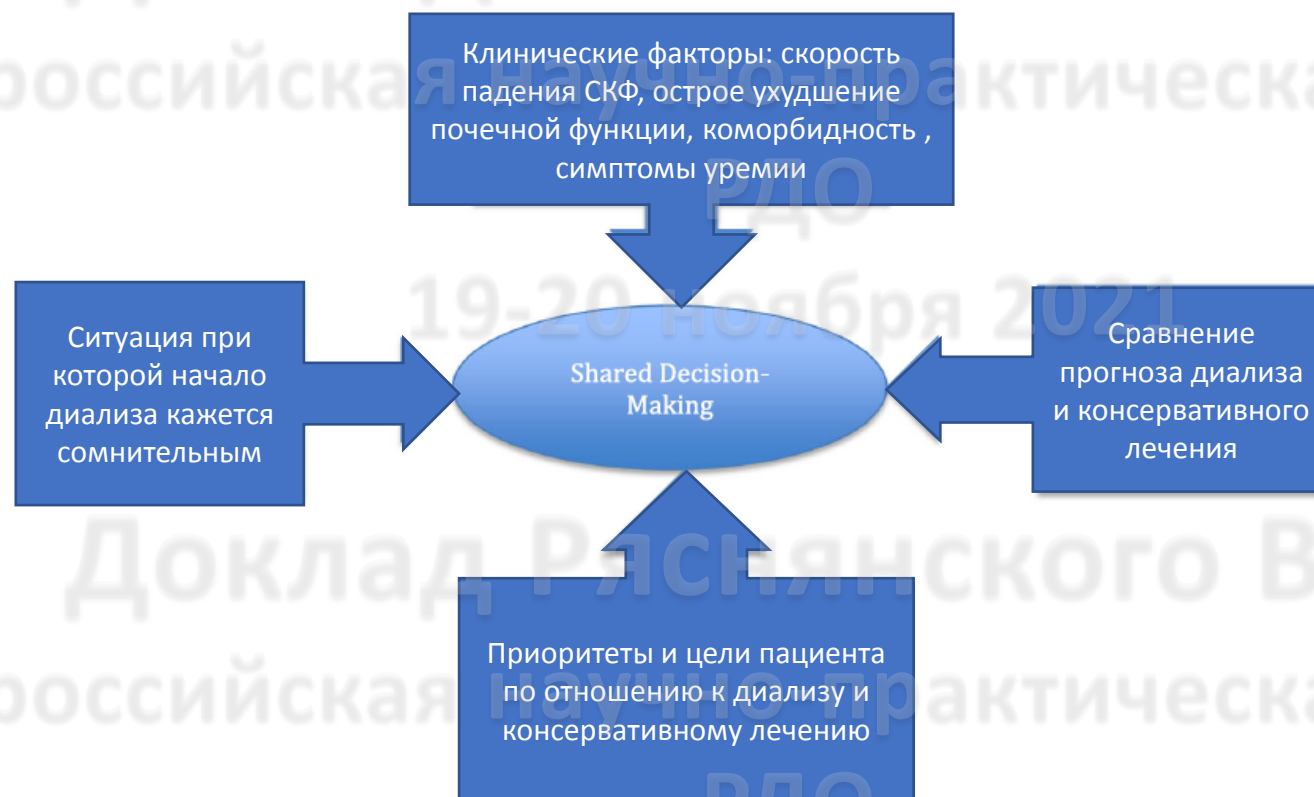 Клинические факторы: скорость
падения СКФ, острое ухудшение
почечной функции, коморбидность ,
симптомы уремии
российская научно-практическа
РДО
19-20 ноября 2021
Ситуация при
которой начало
диализа кажется
сомнительным
Shared Decision-
Making
Сравнение
прогноза диализа
и консервативного
лечения
Доклад Ряснянского В
Приоритеты и цели пациента
по отношению к диализу и
консервативному лечению
российская научно-практическа
РДО